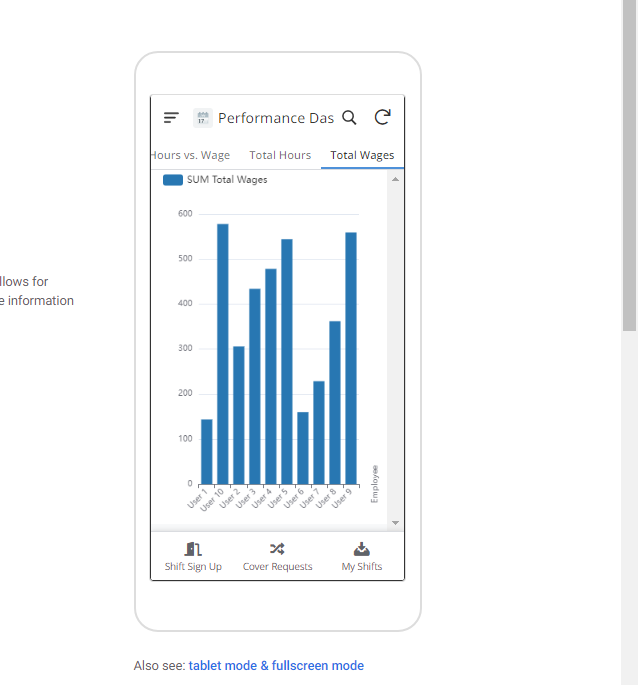 Performance Das
Hours vs. Wage Total Hours Total Wages
SUM Total Wages
600
500
400
300
200
100
0
User 1 User 10 User 2 User 3 User 4 User 5 User 6 User 7 User 8 User 9
Employee
llows for
e information
Shift Sign Up Cover Requests My Shifts
Also see: tablet mode & fullscreen mode